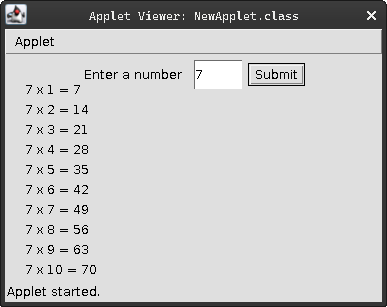 Applet Viewer: NewApplet.class
Applet
Enter a number 7 Submit
7 x 1 = 7
7 x 2 = 14
7 x 3 = 21
7 x 4 = 28
7 x 5 = 35
7 x 6 = 42
7 x 7 = 49
7 x 8 = 56
7 x 9 = 63
7 x 10 = 70
Applet started.